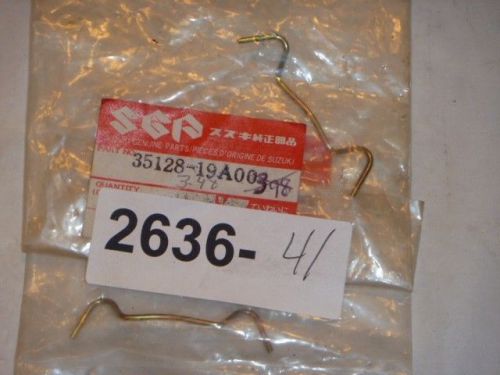 SGP スズキ純正部品
SUZUKI GENUINE PARTS (PIECES D'ORIGINE DE SUZUKI)
35128-19A00
3.98 3.98
QUANTITY
2636-41